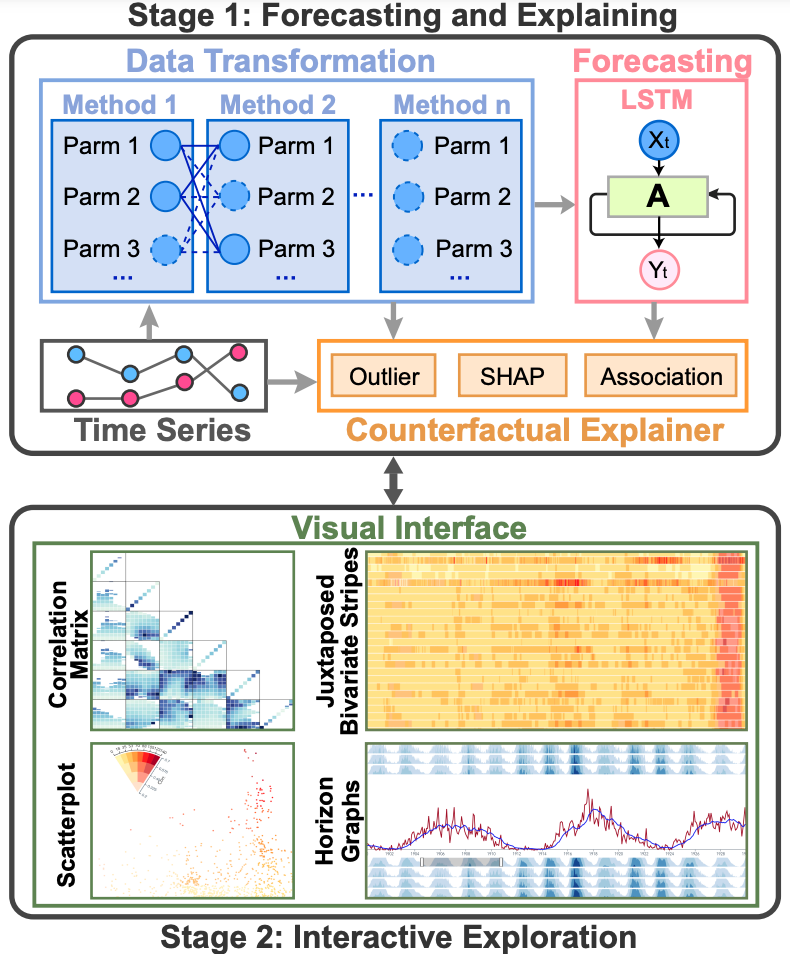 Stage 1: Forecasting and Explaining
Data Transformation
Forecasting
Method 1
Method 2
Method n
LSTM
Parm 1
Parm 1
Parm 1
Parm 2
Parm 2
...
Parm 2
Parm 3
Parm 3
Parm 3
...
...
...
Xt
A
Yt
Time Series
Outlier
SHAP
Association
Counterfactual Explainer
Visual Interface
Correlation
Matrix
Juxtaposed
Bivariate Stripes
Scatterplot
Horizon
Graphs
Stage 2: Interactive Exploration